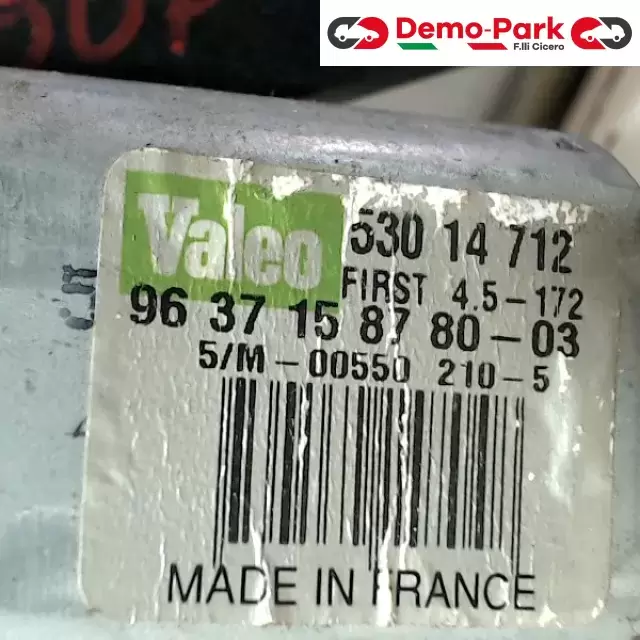 Demo-Park
F.lli Cicero
Valeo
530 14 712
FIRST 4.5-172
96 37 15 87 80-03
5/M-00550 210-5
MADE IN FRANCE